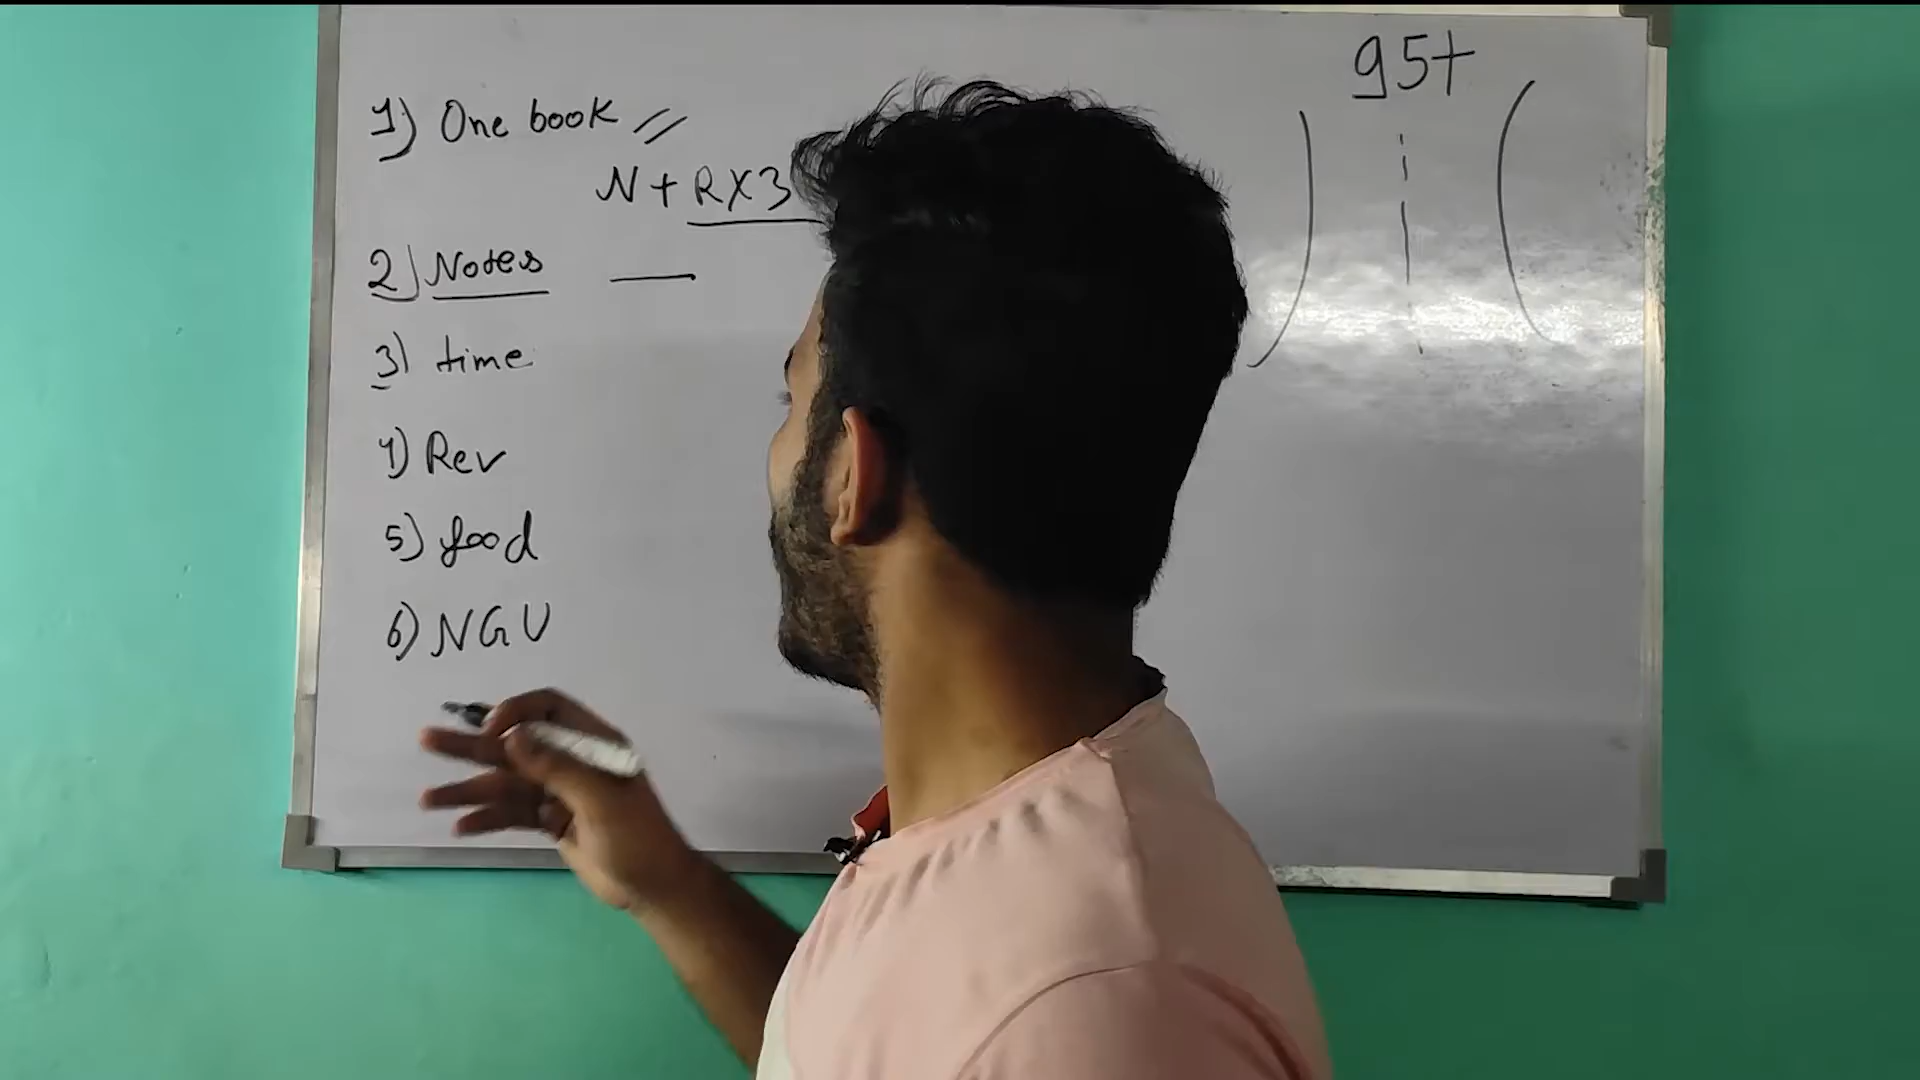 95+
1) One book
N + R x 3
2) Notes
3) time
4) Rev
5) food
6) NGU